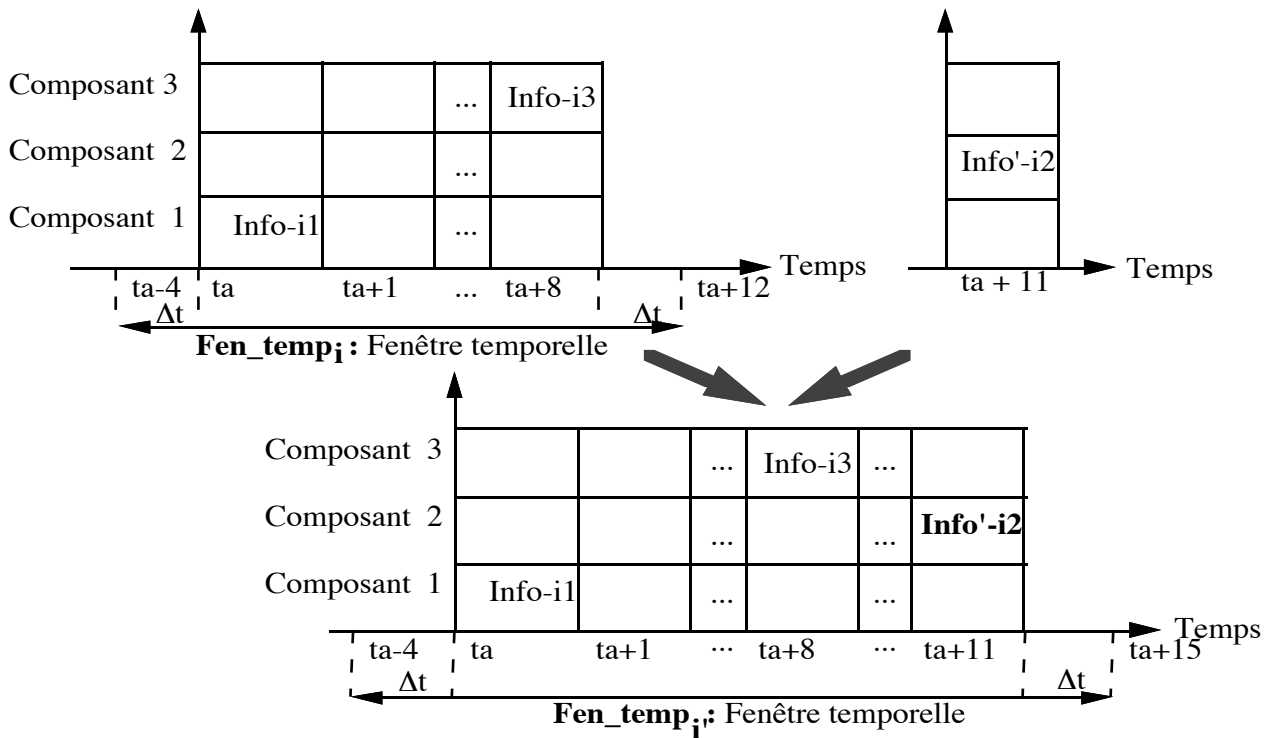 Composant 3 ... Info-i3
Composant 2 ... Info'-i2
Composant 1 Info-i1 ...
Temps Temps
ta-4 ta ta+1 ... ta+8 ta+12 ta + 11
Δt Δt
Fen_tempi : Fenêtre temporelle
Composant 3 ... Info-i3 ...
Composant 2 ... ... Info'-i2
Composant 1 Info-i1 ... ...
Temps
ta-4 ta ta+1 ... ta+8 ... ta+11 ta+15
Δt Δt
Fen_tempi': Fenêtre temporelle